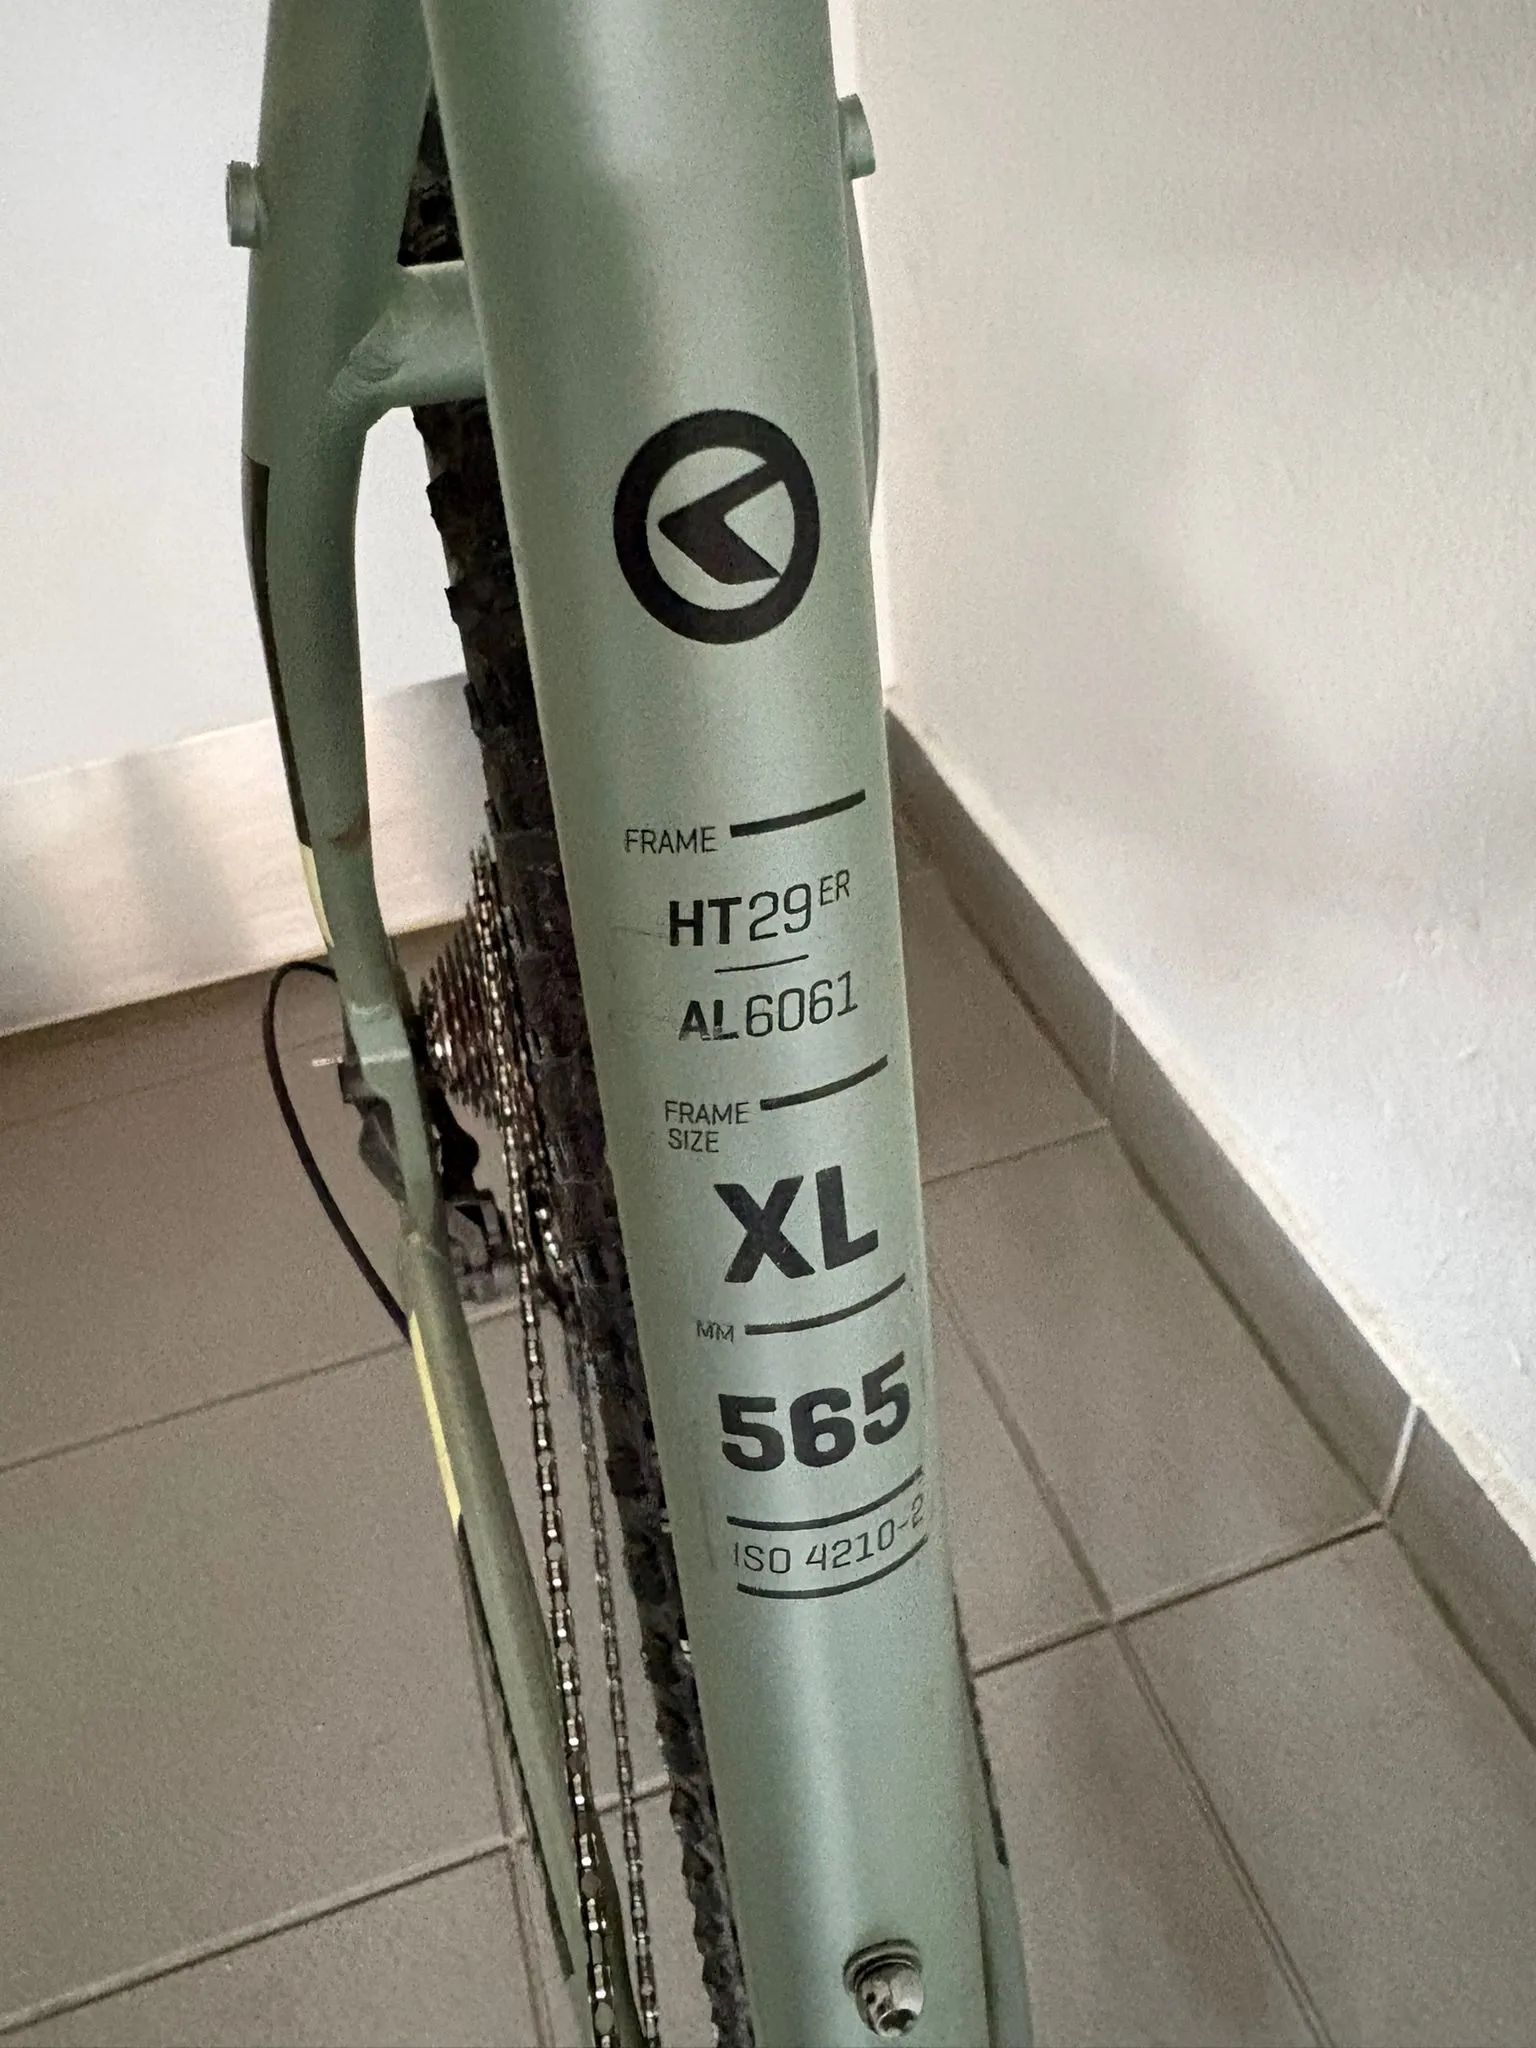 FRAME
HT29ER
AL6061
FRAME
SIZE
XL
MM
565
ISO 4210-2